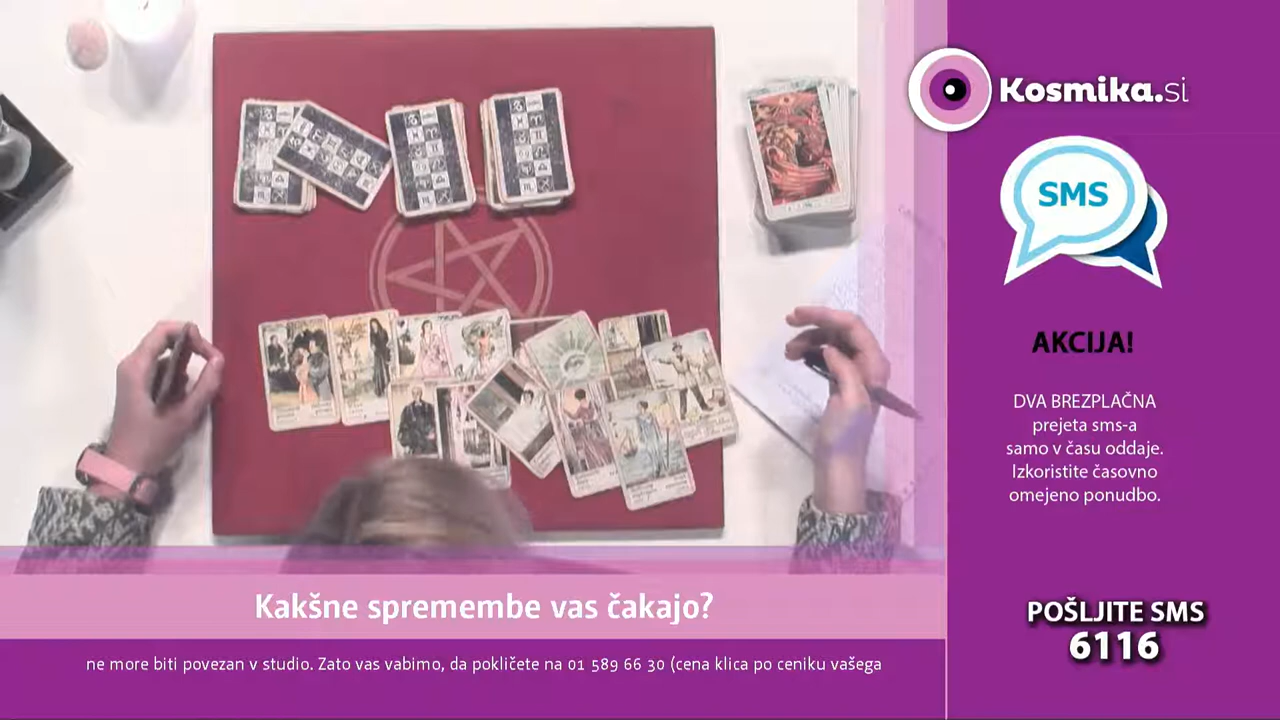 Kosmika.si
SMS
AKCIJA!
DVA BREZPLAČNA
prejeta sms-a
samo v času oddaje.
Izkoristite časovno
omejeno ponudbo.
POŠLJITE SMS
6116
Kakšne spremembe vas čakajo?
ne more biti povezan v studio. Zato vas vabimo, da pokličete na 01 589 66 30 (cena klica po ceniku vašega